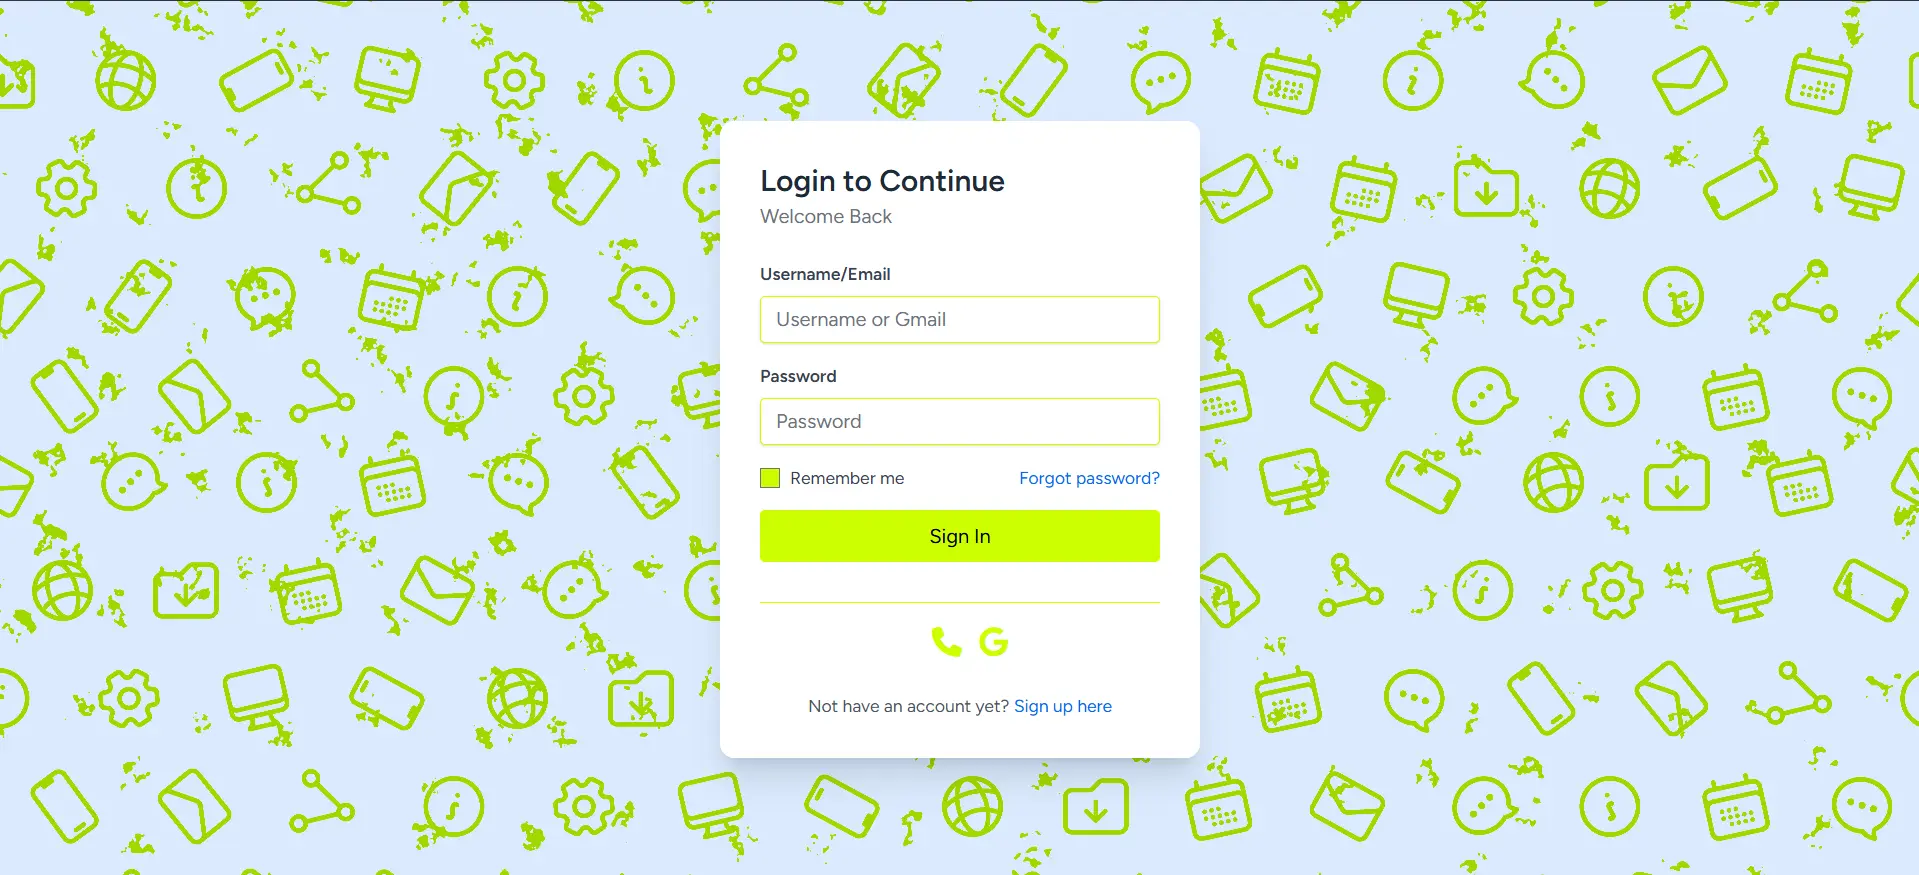 Login to Continue
Welcome Back
Username/Email
Username or Gmail
Password
Password
Remember me
Forgot password?
Sign In
Not have an account yet? Sign up here